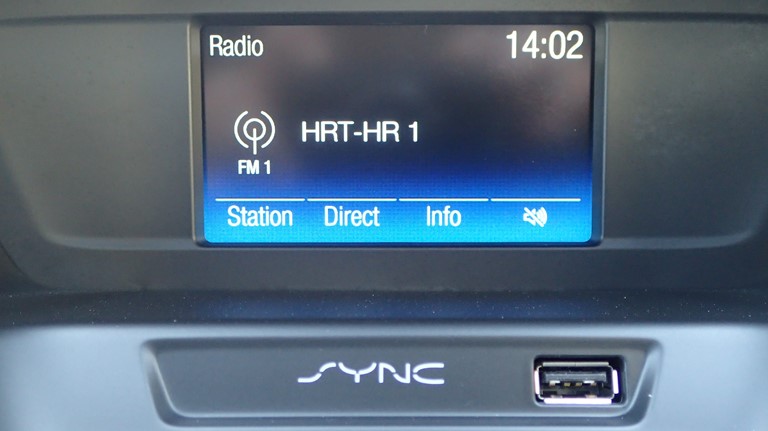 Radio 14:02
HRT-HR 1
FM 1
Station Direct Info
SYNC